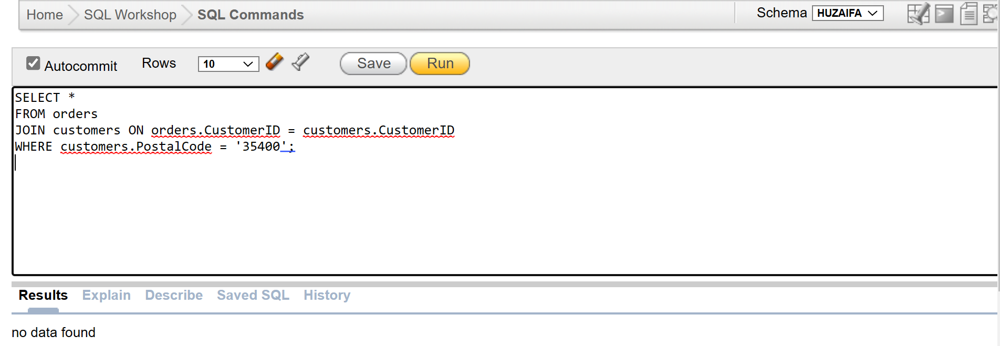 Home SQL Workshop SQL Commands Schema HUZAIFA
Autocommit Rows 10 Save Run
SELECT *
FROM orders
JOIN customers ON orders.CustomerID = customers.CustomerID
WHERE customers.PostalCode = '35400';
Results Explain Describe Saved SQL History
no data found